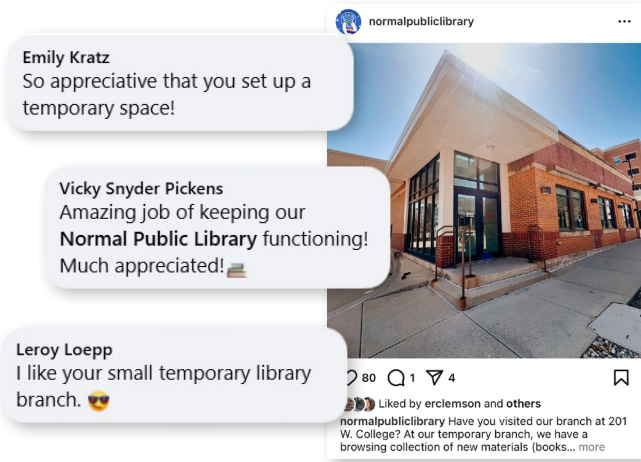 normalpubliclibrary
Emily Kratz
So appreciative that you set up a
temporary space!
Vicky Snyder Pickens
Amazing job of keeping our
Normal Public Library functioning!
Much appreciated!📚
Leroy Loepp
I like your small temporary library
branch. 😎
80 1 4
Liked by erclemson and others
normalpubliclibrary Have you visited our branch at 201
W. College? At our temporary branch, we have a
browsing collection of new materials (books... more